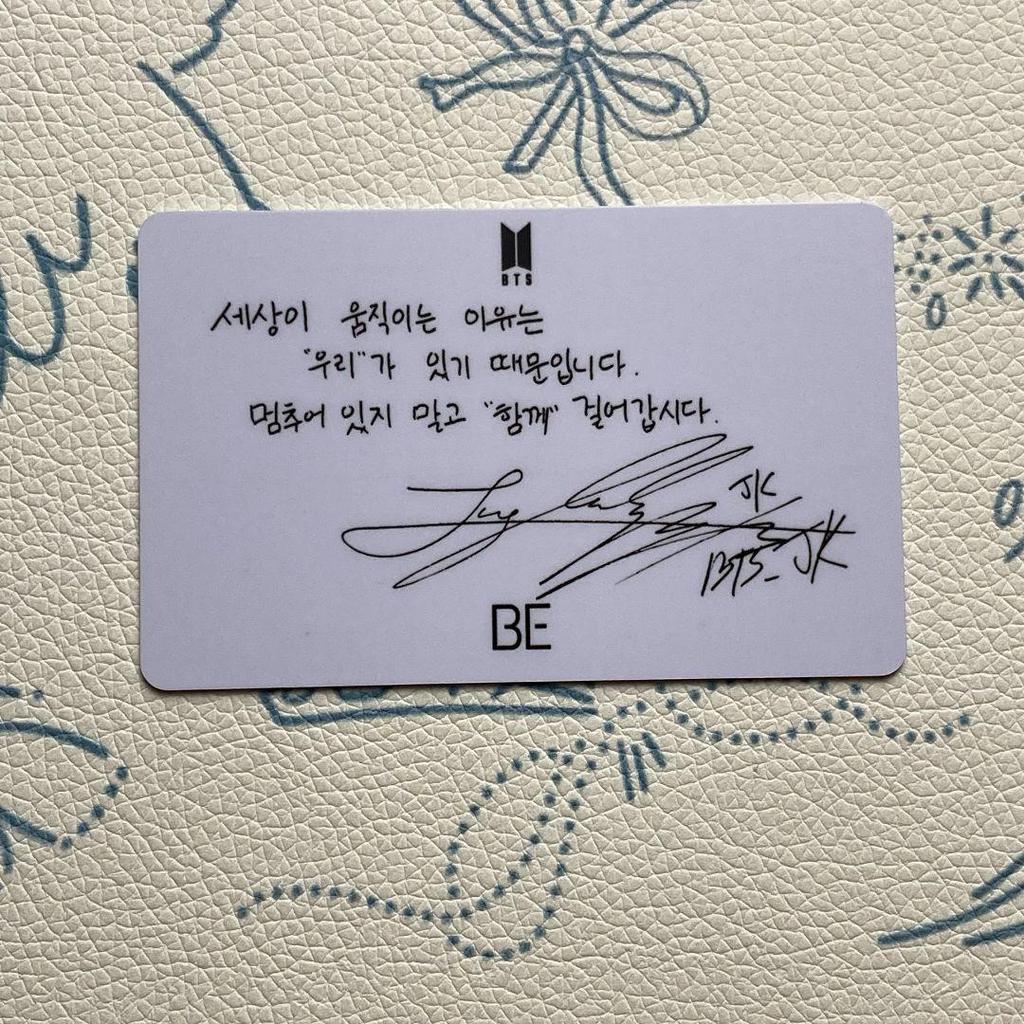 BTS
세상이 움직이는 이유는
"우리"가 있기 때문입니다.
멈추어 있지 말고 "함께" 걸어갑시다.
JK
BTS_JK
BE